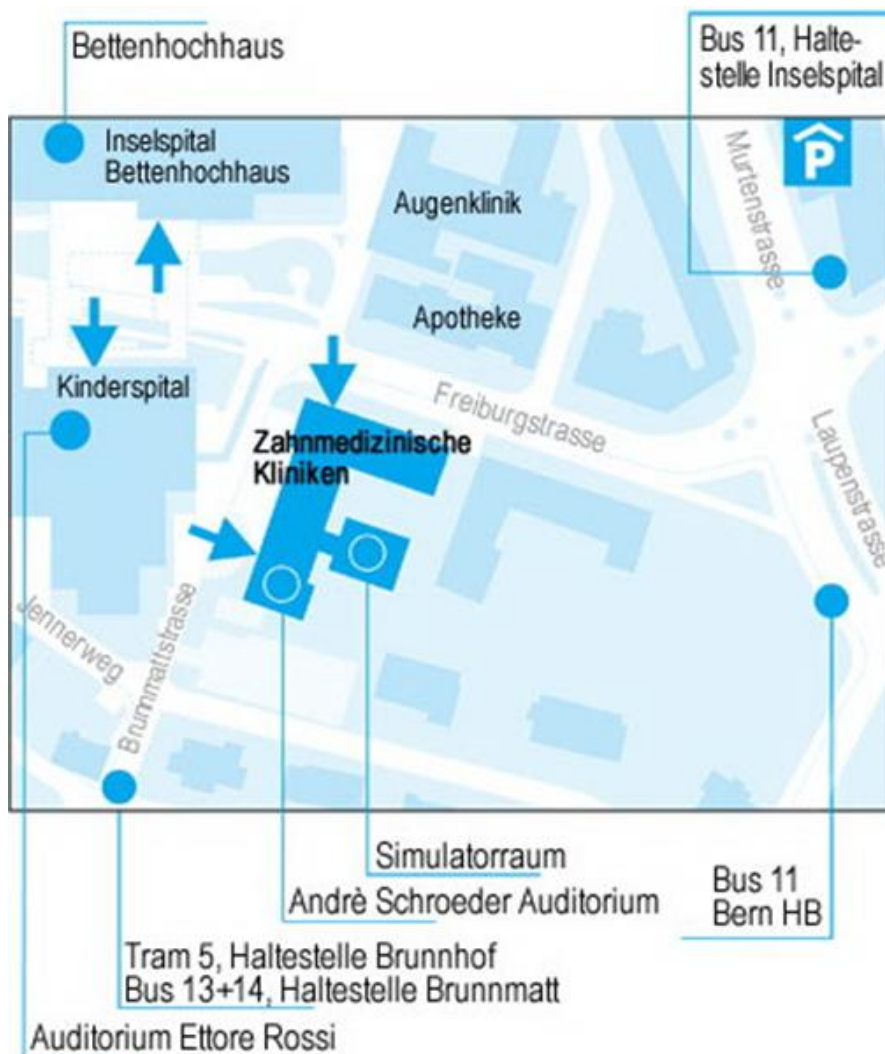 Bettenhochhaus
Bus 11, Halte-
stelle Inselspital
Inselspital
Bettenhochhaus
P
Murtenstrasse
Augenklinik
Apotheke
Kinderspital
Freiburgstrasse
Zahnmedizinische
Kliniken
Laupenstrasse
Jennerweg
Brunnmattstrasse
Simulatorraum
Andrè Schroeder Auditorium
Bus 11
Bern HB
Tram 5, Haltestelle Brunnhof
Bus 13+14, Haltestelle Brunnmatt
Auditorium Ettore Rossi